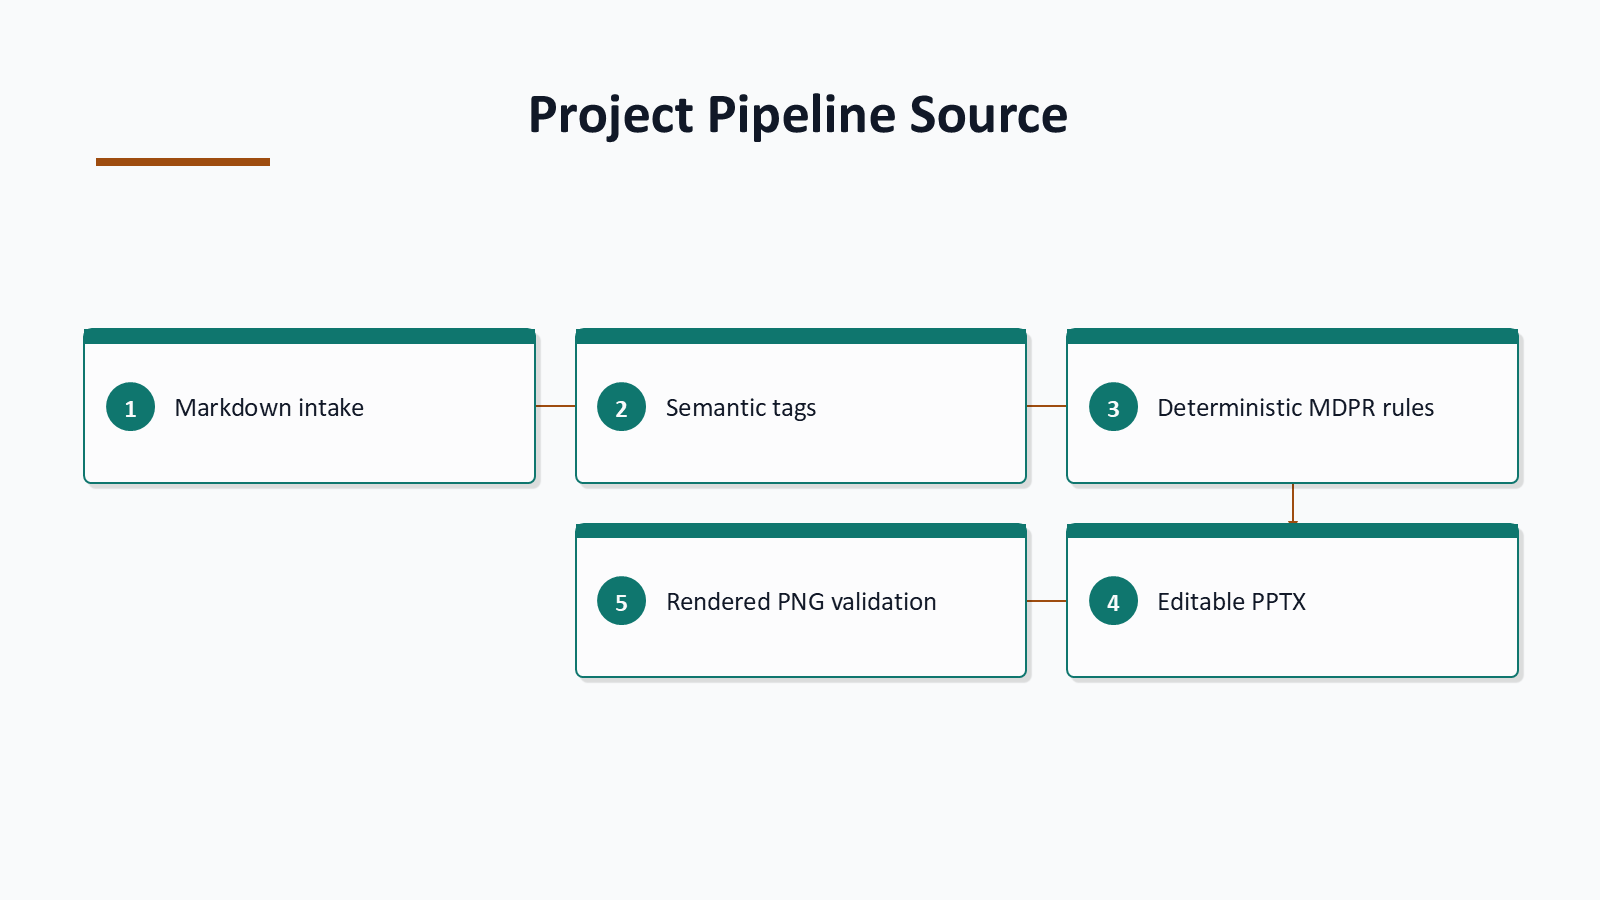 Project Pipeline Source
1 Markdown intake
2 Semantic tags
3 Deterministic MDPR rules
4 Editable PPTX
5 Rendered PNG validation